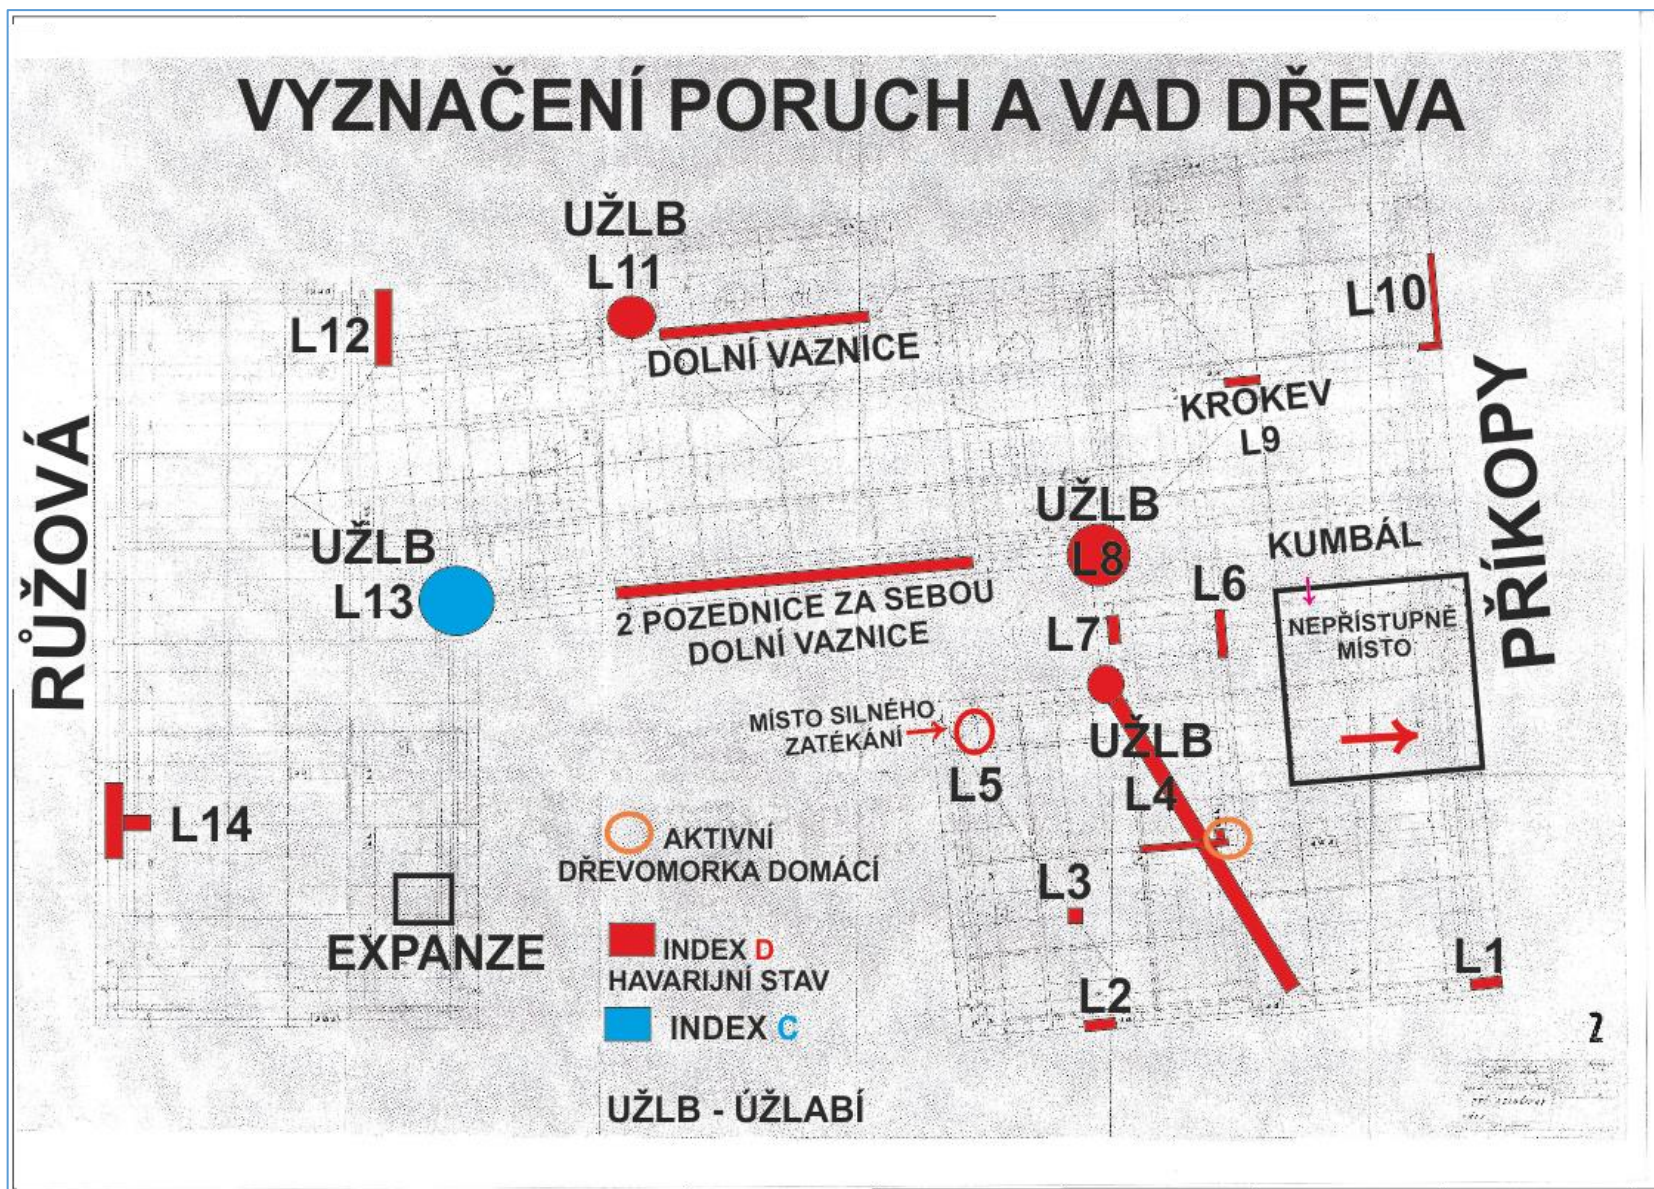 VYZNAČENÍ PORUCH A VAD DŘEVA
UŽLB
L11
L12
DOLNÍ VAZNICE
L10
KROKEV
L9
RŮŽOVÁ
PŘÍKOPY
UŽLB
L13
UŽLB
L8
KUMBÁL
NEPŘÍSTUPNÉ
MÍSTO
L6
L7
2 POZEDNICE ZA SEBOU
DOLNÍ VAZNICE
MÍSTO SILNÉHO
ZATÉKÁNÍ
L5
UŽLB
L4
L14
AKTIVNÍ
DŘEVOMORKA DOMÁCÍ
L3
EXPANZE
INDEX D
HAVARIJNÍ STAV
L1
L2
INDEX C
2
UŽLB - ÚŽLABÍ